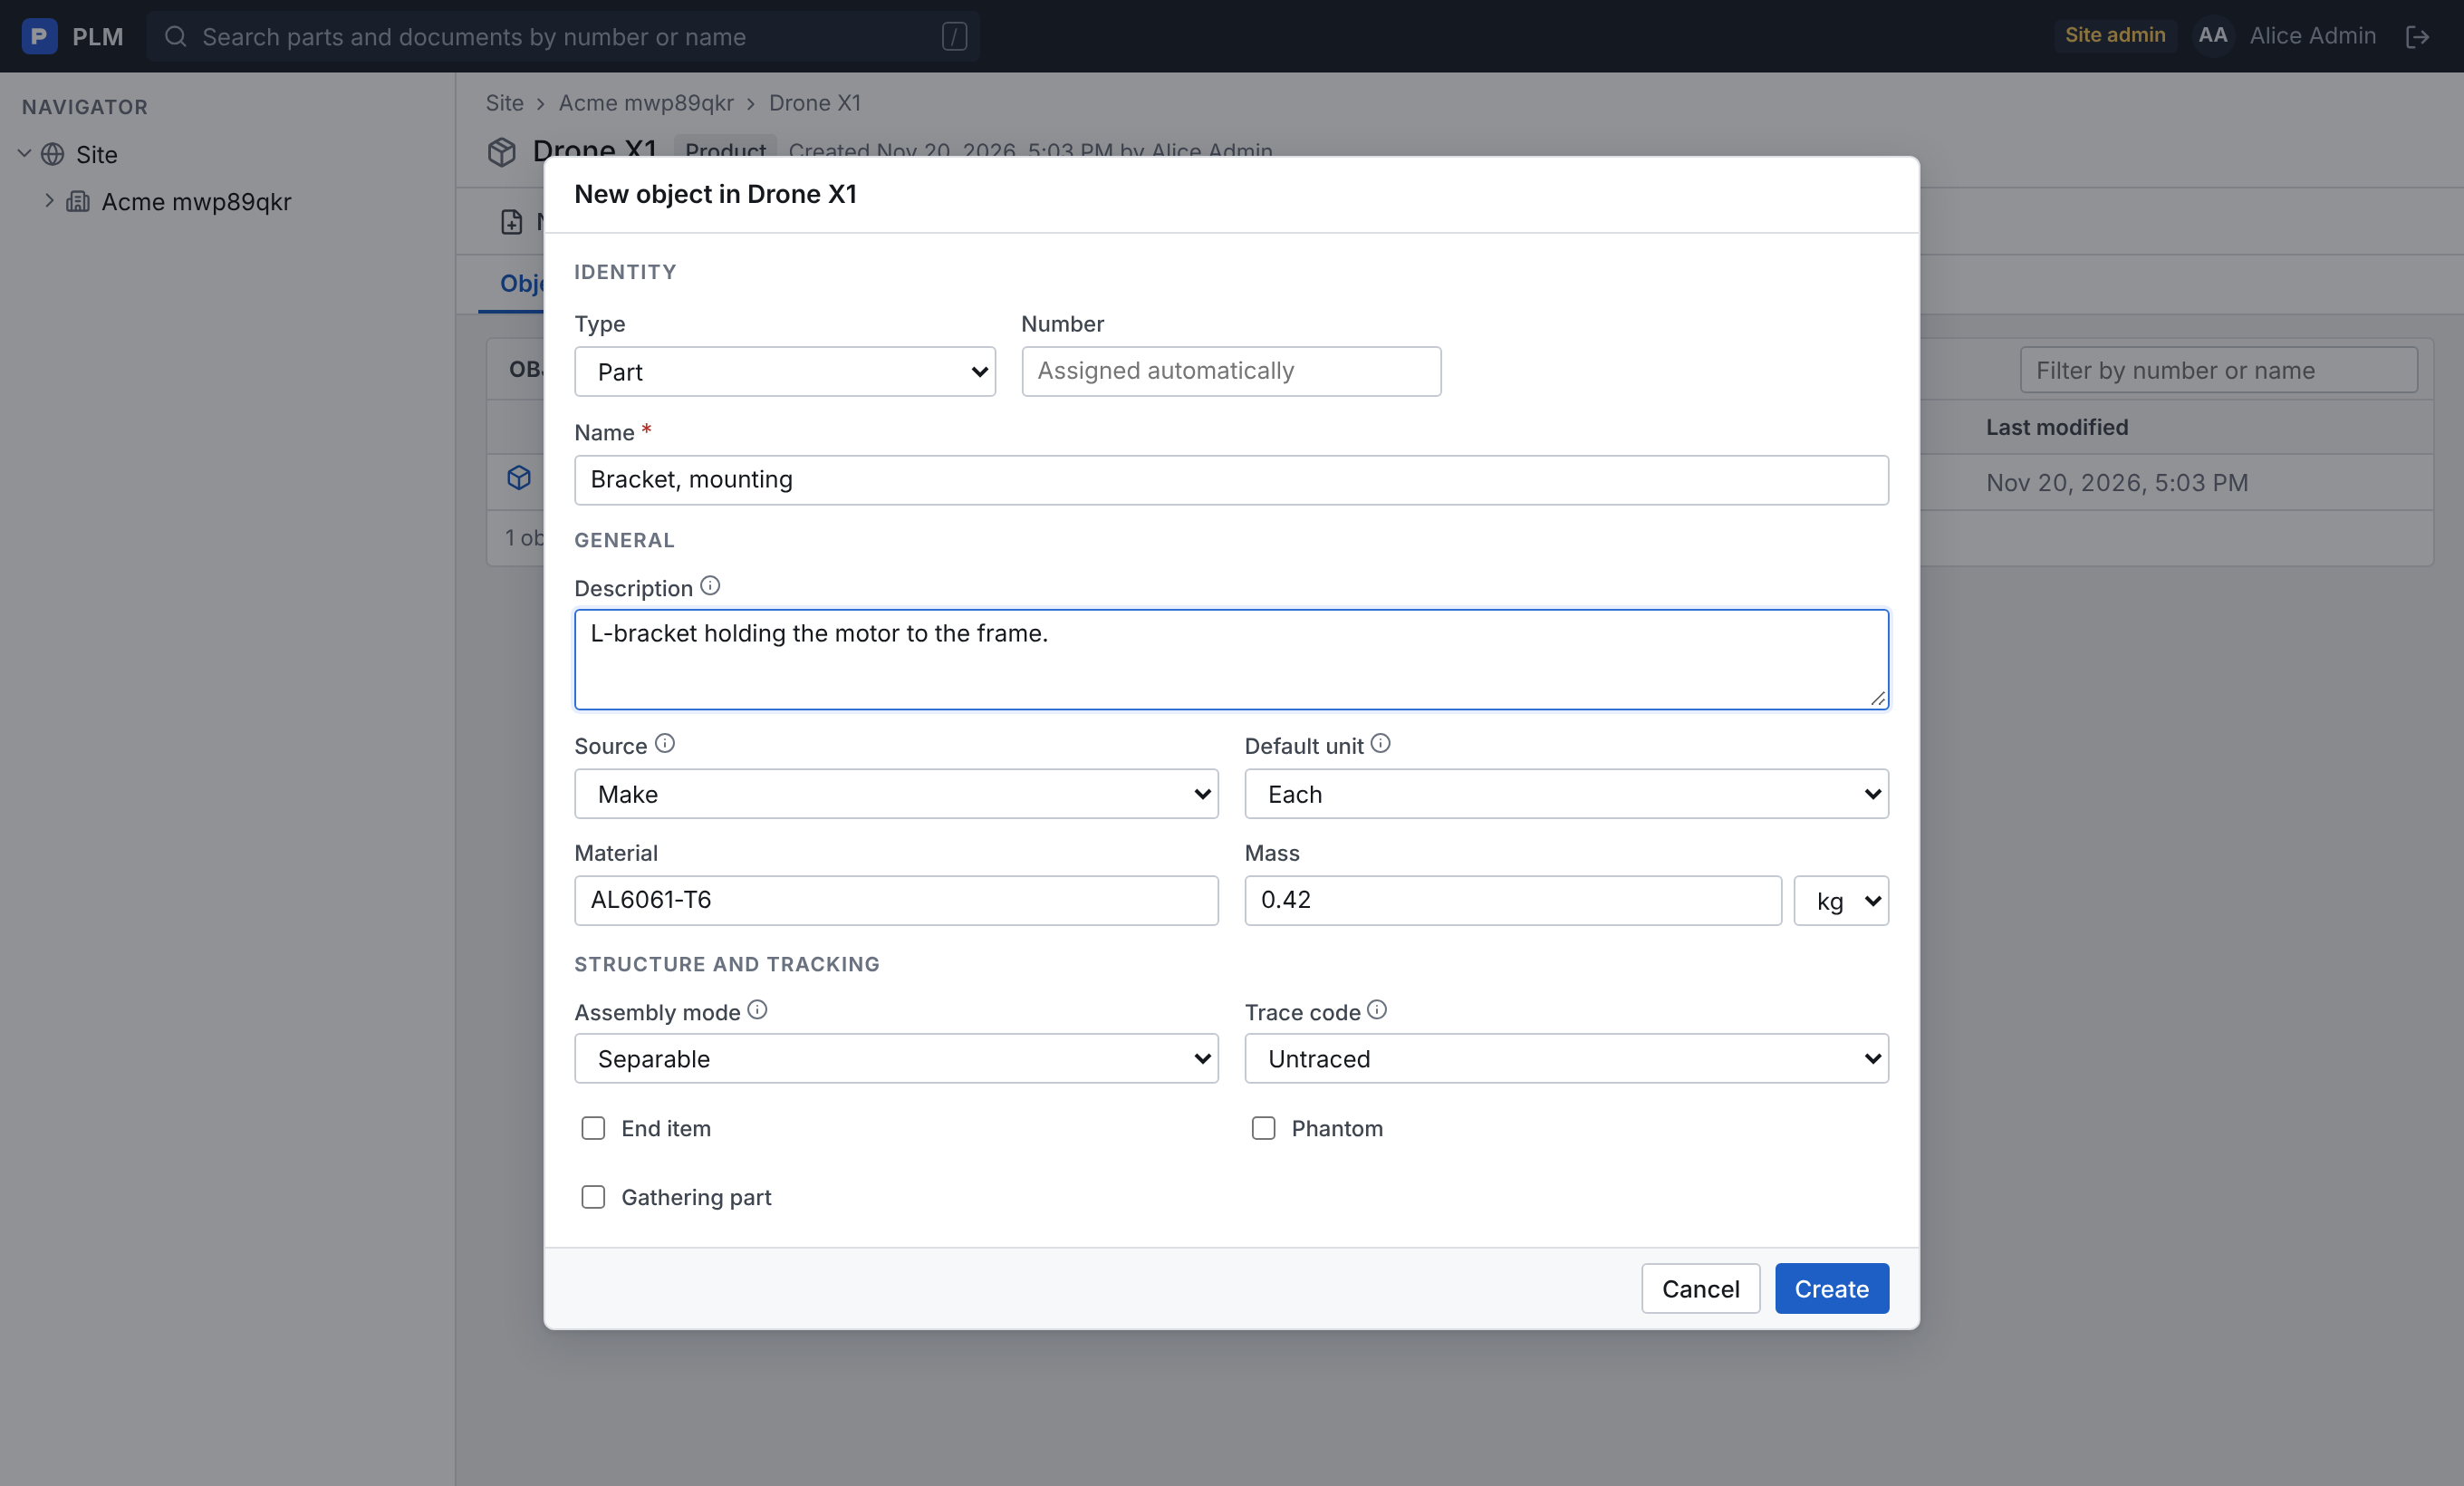 P PLM Search parts and documents by number or name / Site admin AA Alice Admin
NAVIGATOR
Site
Acme mwp89qkr
Site > Acme mwp89qkr > Drone X1
Drone X1 Product Created Nov 20, 2026, 5:03 PM by Alice Admin
New object in Drone X1
IDENTITY
Type Number
Part Assigned automatically
Name *
Bracket, mounting
GENERAL
Description
L-bracket holding the motor to the frame.
Source Default unit
Make Each
Material Mass
AL6061-T6 0.42 kg
STRUCTURE AND TRACKING
Assembly mode Trace code
Separable Untraced
End item Phantom
Gathering part
Cancel Create
Filter by number or name
Last modified
Nov 20, 2026, 5:03 PM